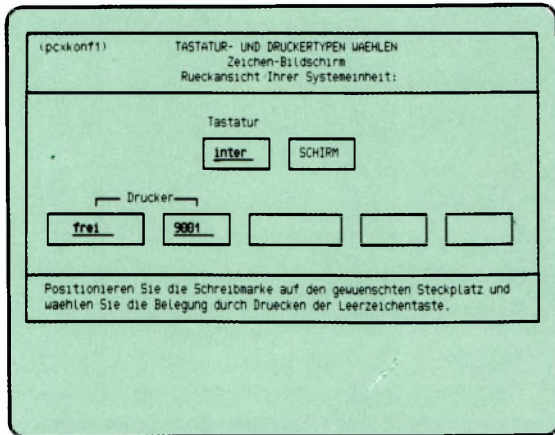 (pcxkonf1) TASTATUR- UND DRUCKERTYPEN WAEHLEN
Zeichen-Bildschirm
Rueckansicht Ihrer Systemeinheit:
Tastatur
inter SCHIRM
Drucker
frei 9001
Positionieren Sie die Schreibmarke auf den gewuenschten Steckplatz und
waehlen Sie die Belegung durch Druecken der Leerzeichentaste.